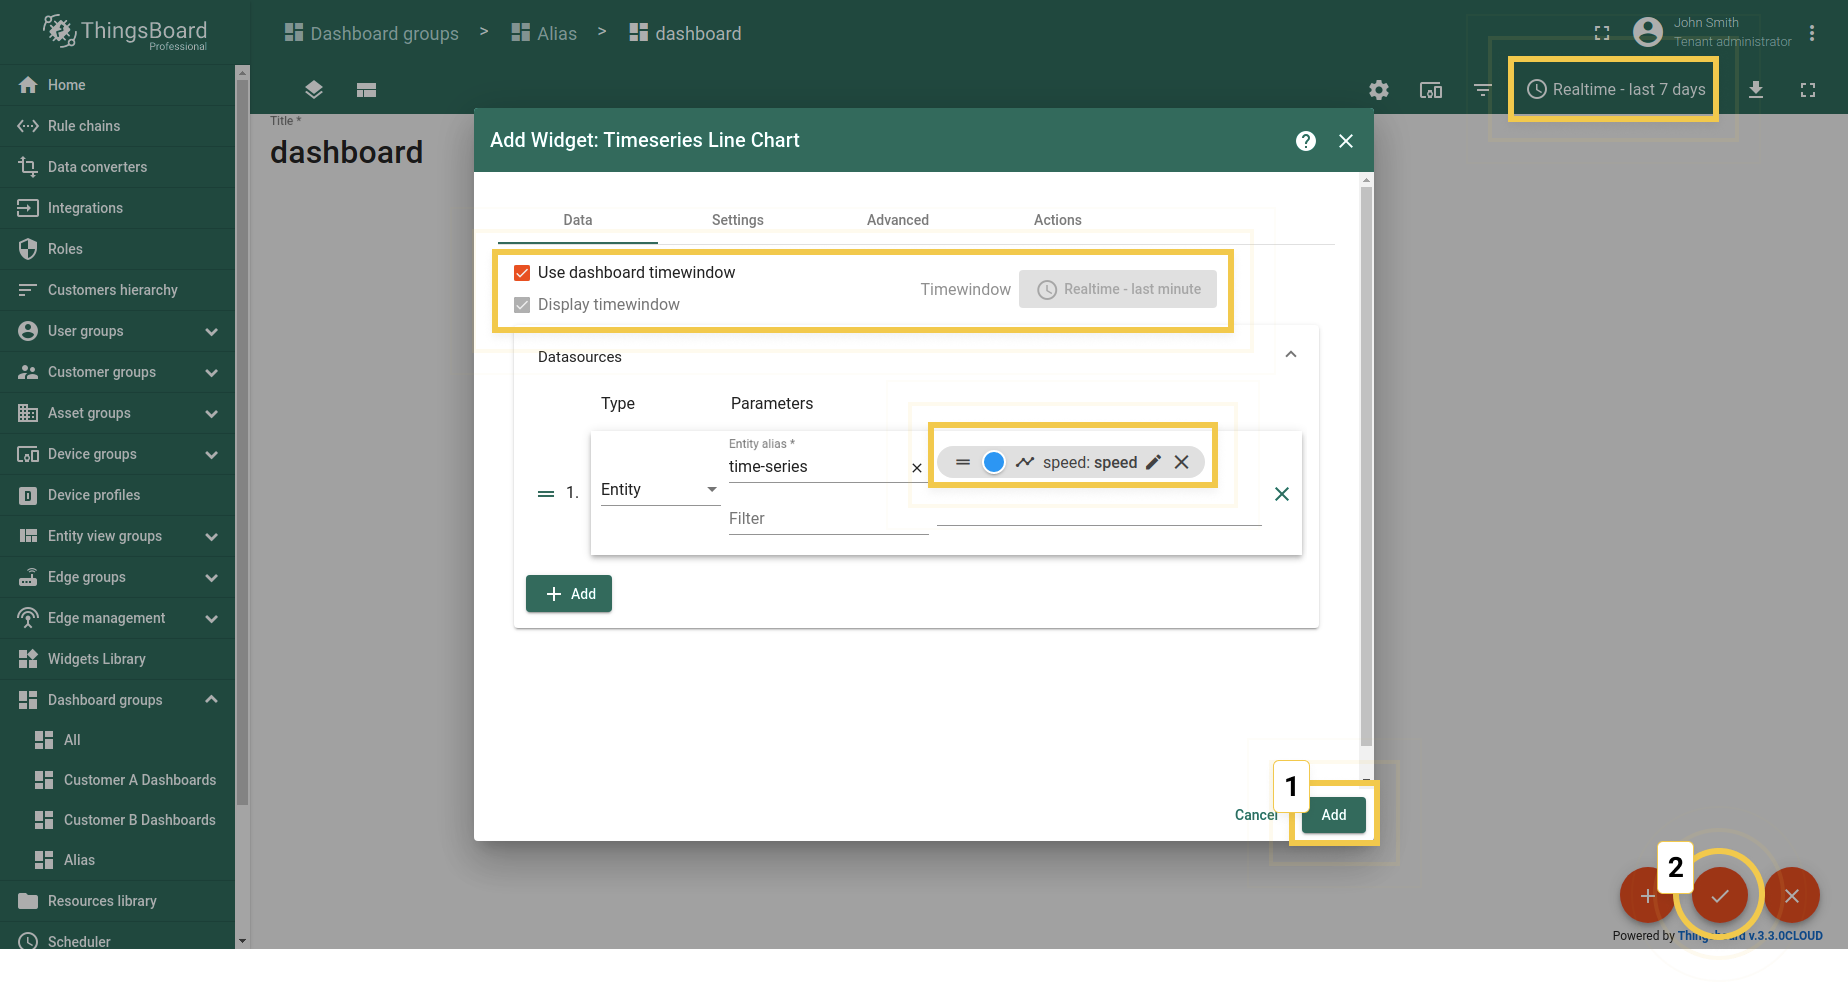 ThingsBoard
Professional
Dashboard groups > Alias > dashboard
John Smith
Tenant administrator
Realtime - last 7 days
Home
Rule chains
Data converters
Integrations
Roles
Customers hierarchy
User groups
Customer groups
Asset groups
Device groups
Device profiles
Entity view groups
Edge groups
Edge management
Widgets Library
Dashboard groups
All
Customer A Dashboards
Customer B Dashboards
Alias
Resources library
Scheduler
Title *
dashboard
Add Widget: Timeseries Line Chart
Data
Settings
Advanced
Actions
Use dashboard timewindow
Display timewindow
Timewindow
Realtime - last minute
Datasources
Type
Parameters
1.
Entity
Entity alias *
time-series
Filter
speed: speed
Add
Cancel
1
Add
2
Powered by Thingsboard v.3.3.0CLOUD